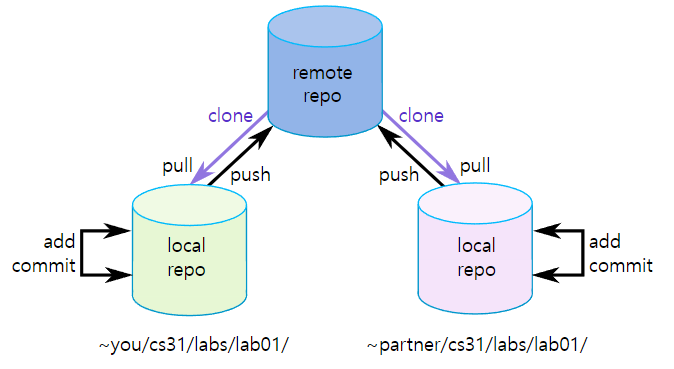 remote
repo
clone
clone
pull
push
push
pull
add
commit
local
repo
local
repo
add
commit
~you/cs31/labs/lab01/
~partner/cs31/labs/lab01/